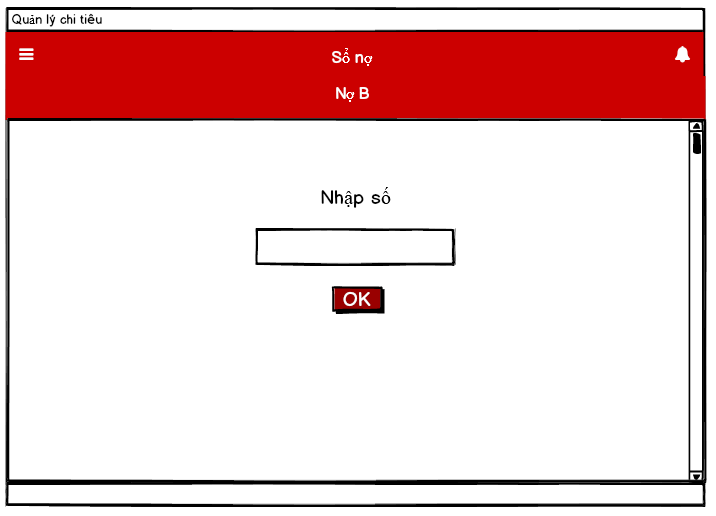 Quản lý chi tiêu
Sổ nợ
Nợ B
Nhập số
OK